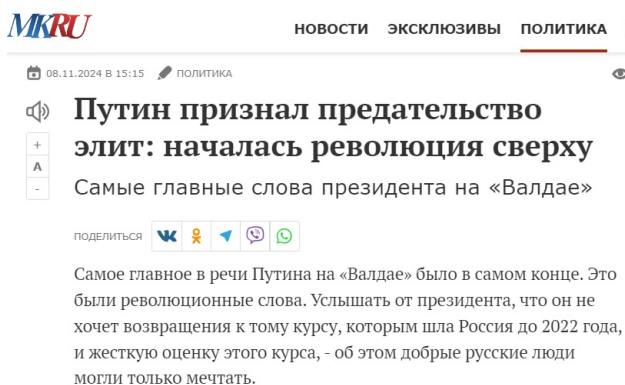 MKRU
НОВОСТИ ЭКСКЛЮЗИВЫ ПОЛИТИКА
08.11.2024 В 15:15 ПОЛИТИКА
Путин признал предательство
элит: началась революция сверху
Самые главные слова президента на «Валдае»
+
А
-
ПОДЕЛИТЬСЯ
Самое главное в речи Путина на «Валдае» было в самом конце. Это
были революционные слова. Услышать от президента, что он не
хочет возвращения к тому курсу, которым шла Россия до 2022 года,
и жесткую оценку этого курса, - об этом добрые русские люди
могли только мечтать.